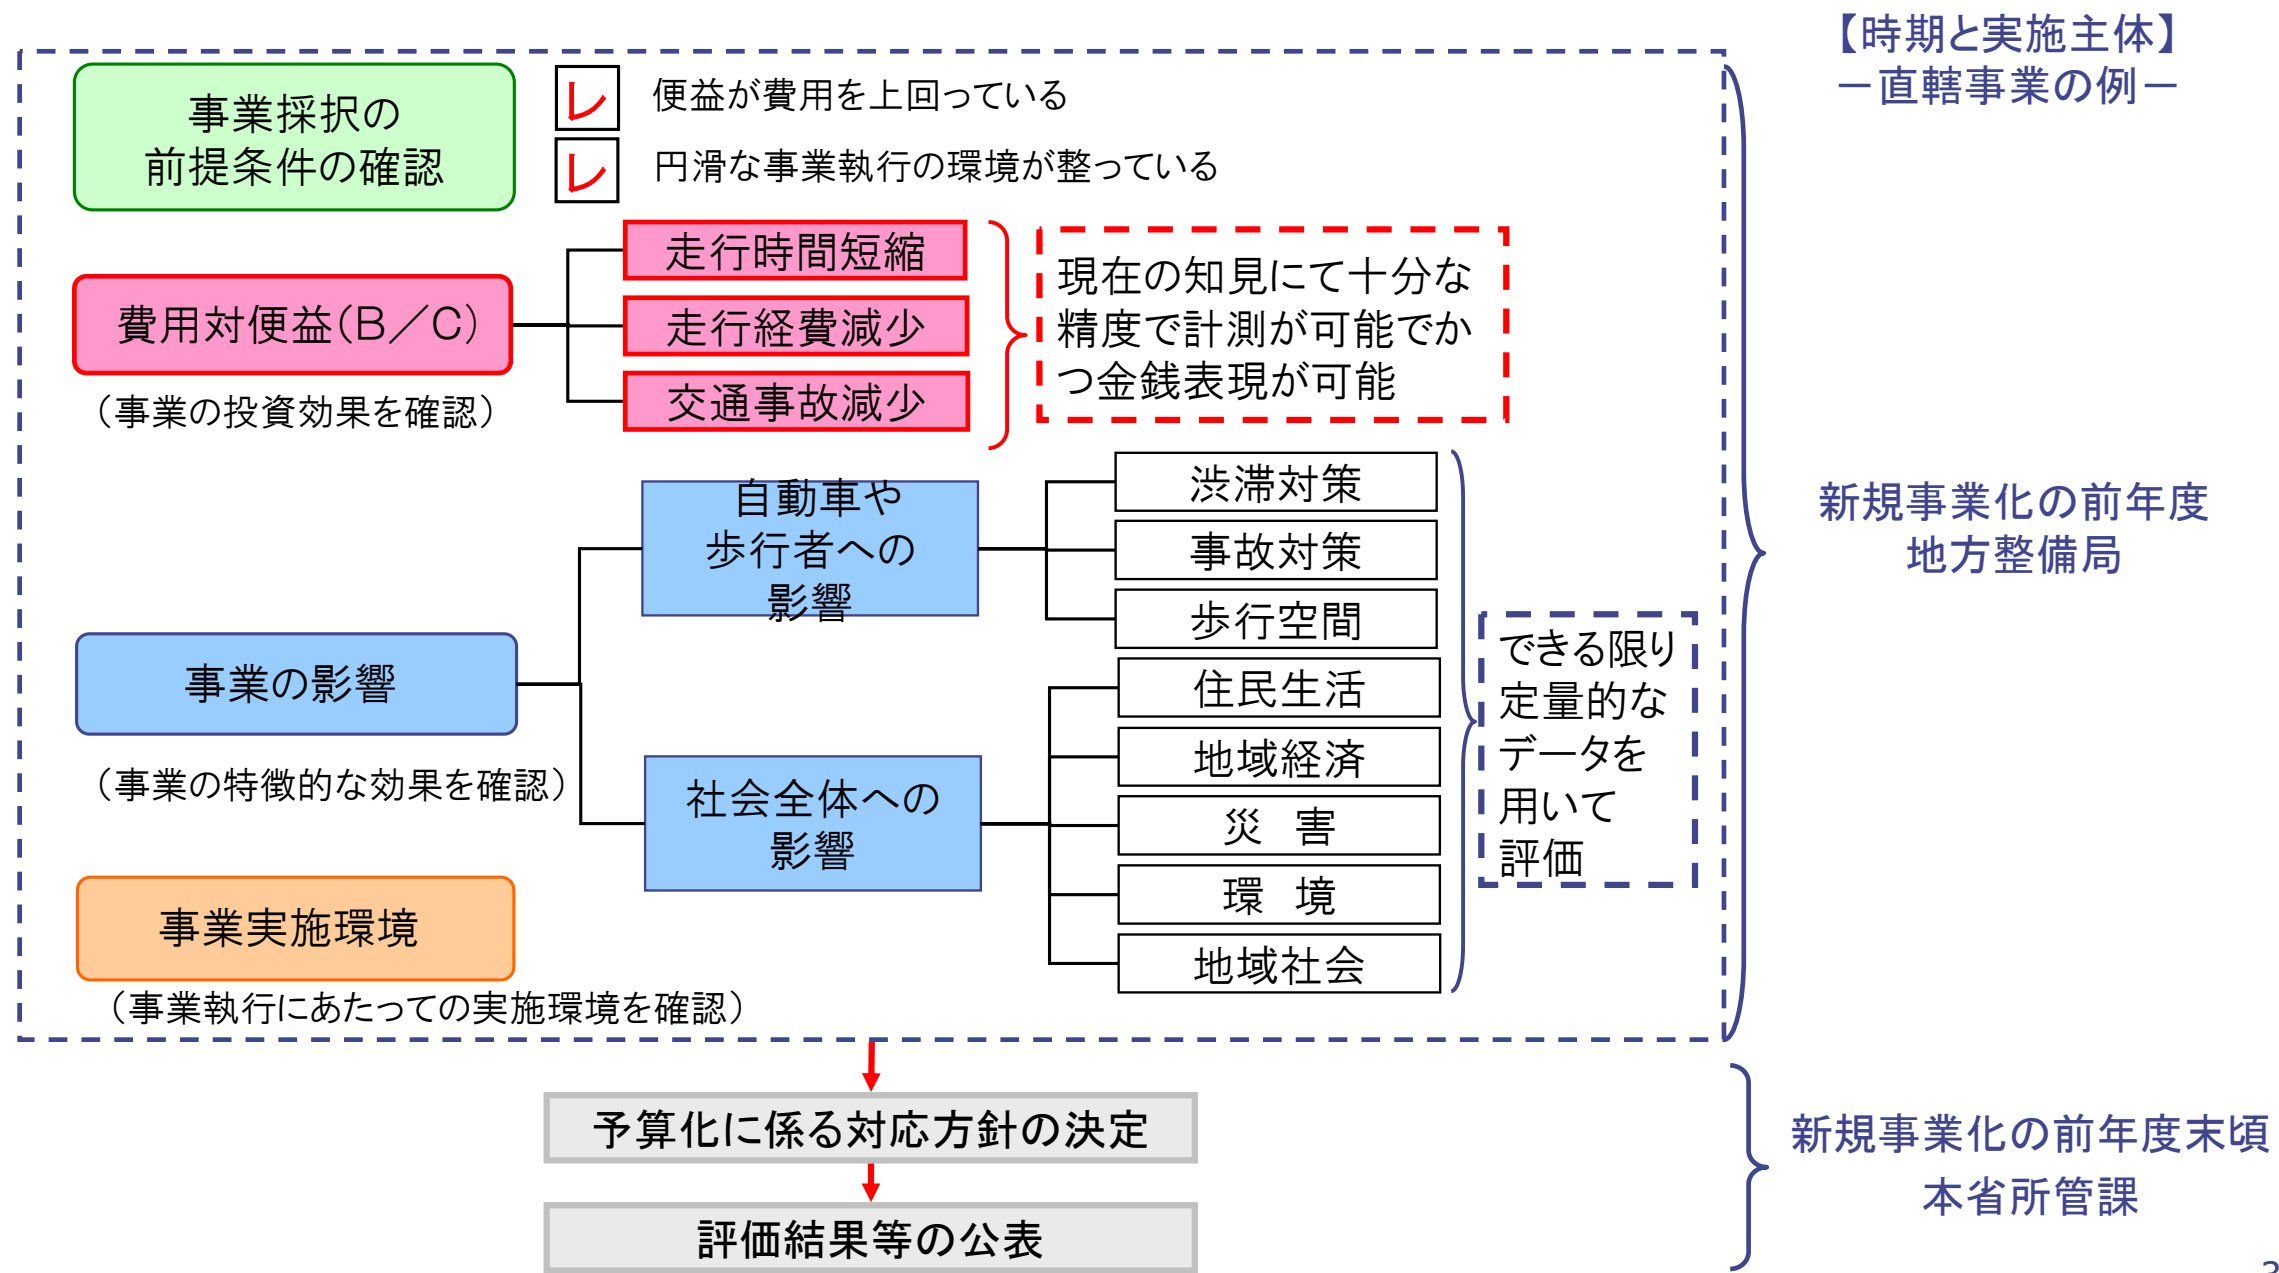 【時期と実施主体】
－直轄事業の例－
事業採択の
前提条件の確認
レ 便益が費用を上回っている
レ 円滑な事業執行の環境が整っている
費用対便益（B／C）
（事業の投資効果を確認）
走行時間短縮
走行経費減少
交通事故減少
現在の知見にて十分な
精度で計測が可能でか
つ金銭表現が可能
事業の影響
（事業の特徴的な効果を確認）
自動車や
歩行者への
影響
渋滞対策
事故対策
歩行空間
社会全体への
影響
住民生活
地域経済
災　害
環　境
地域社会
できる限り
定量的な
データを
用いて
評価
事業実施環境
（事業執行にあたっての実施環境を確認）
新規事業化の前年度
地方整備局
予算化に係る対応方針の決定
評価結果等の公表
新規事業化の前年度末頃
本省所管課
3